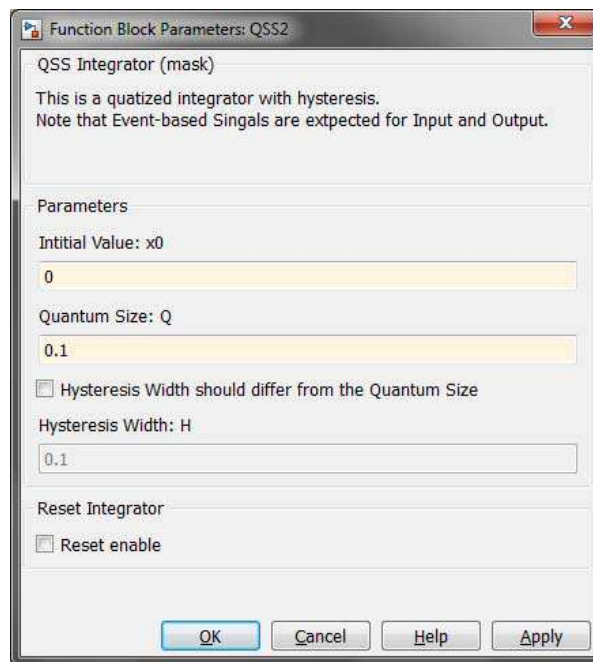 Function Block Parameters: QSS2
QSS Integrator (mask)
This is a quatized integrator with hysteresis.
Note that Event-based Singals are extpected for Input and Output.
Parameters
Intitial Value: x0
0
Quantum Size: Q
0.1
Hysteresis Width should differ from the Quantum Size
Hysteresis Width: H
0.1
Reset Integrator
Reset enable
OK Cancel Help Apply